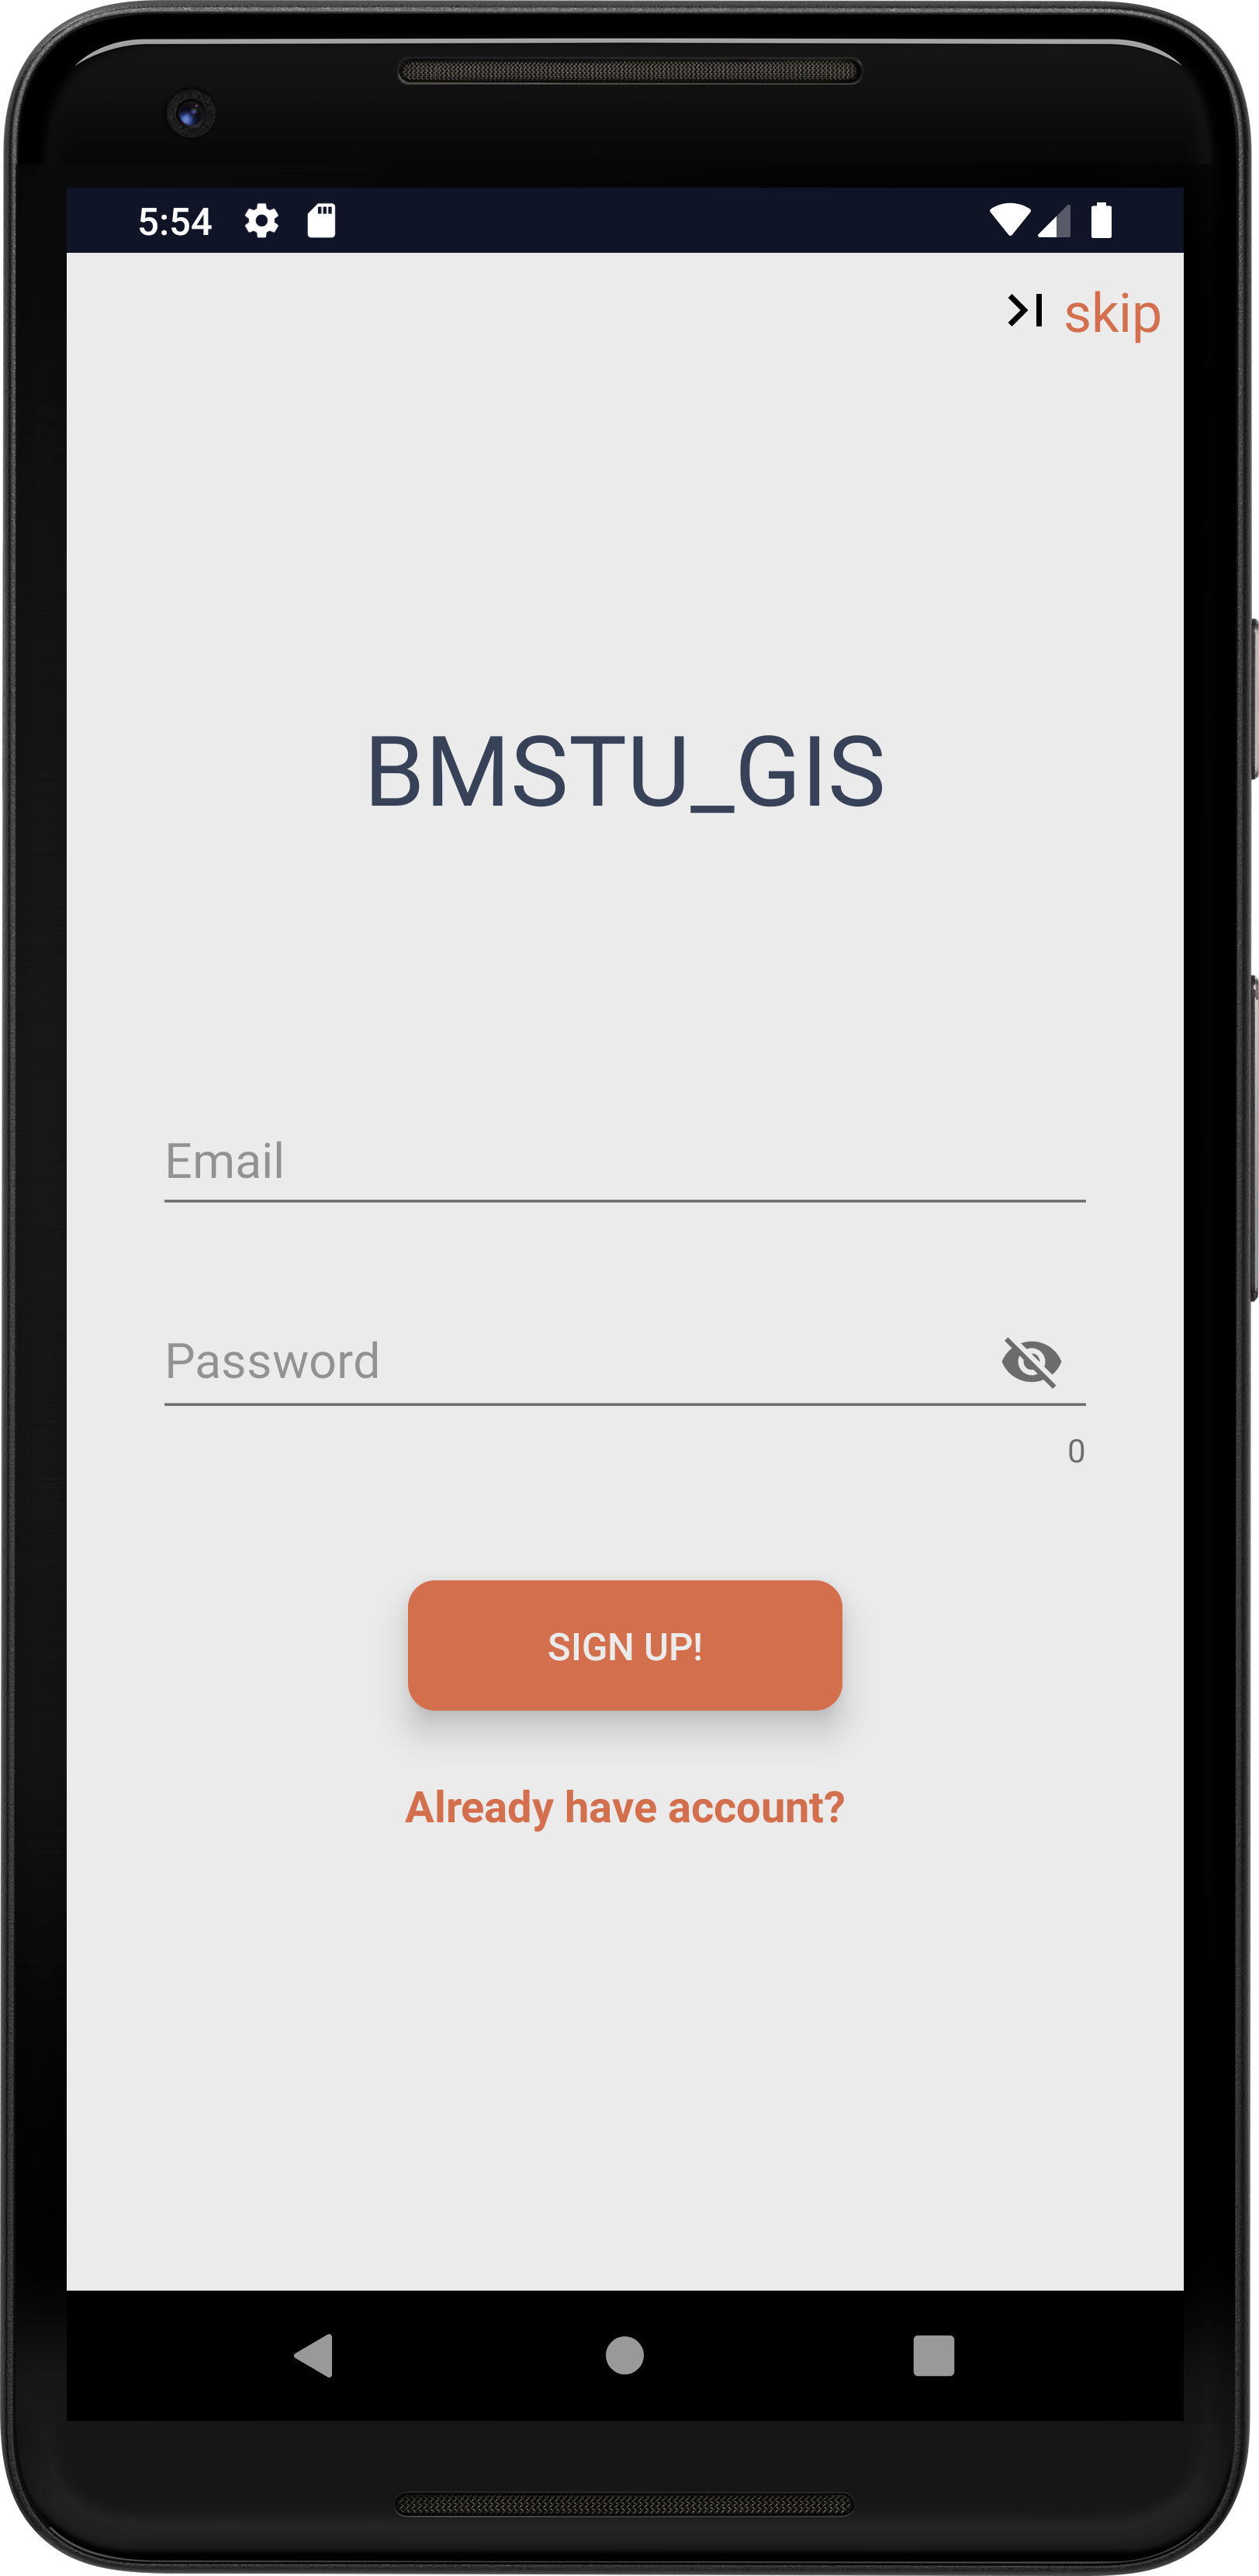 5:54
skip
BMSTU_GIS
Email
Password
0
SIGN UP!
Already have account?